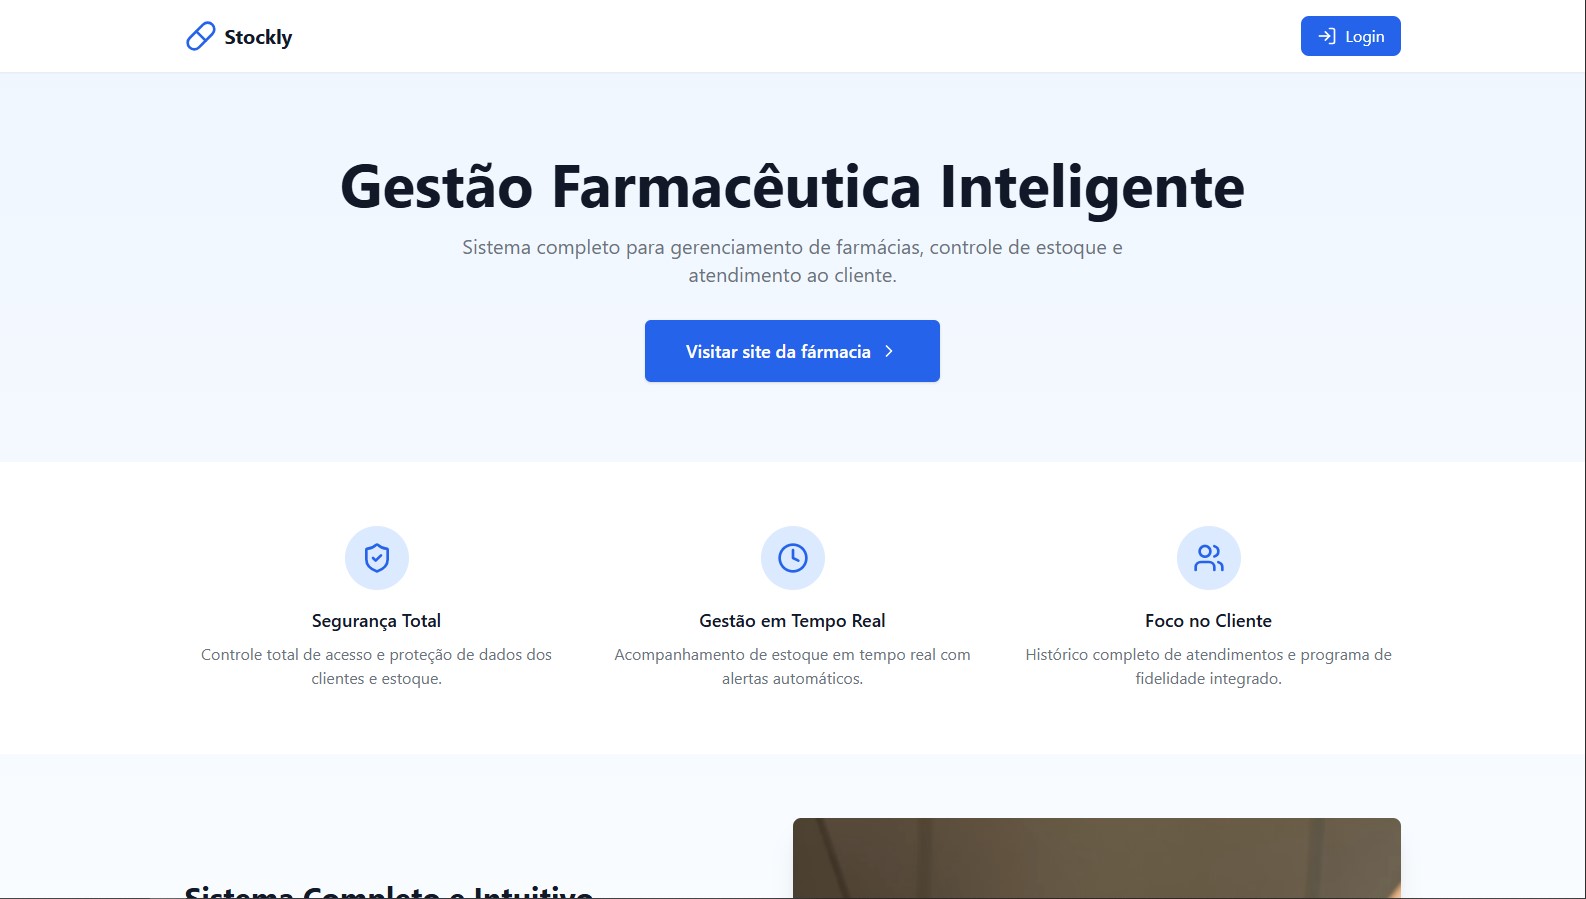 Stockly
Login
Gestão Farmacêutica Inteligente
Sistema completo para gerenciamento de farmácias, controle de estoque e
atendimento ao cliente.
Visitar site da fármacia
Segurança Total
Controle total de acesso e proteção de dados dos
clientes e estoque.
Gestão em Tempo Real
Acompanhamento de estoque em tempo real com
alertas automáticos.
Foco no Cliente
Histórico completo de atendimentos e programa de
fidelidade integrado.
Sistema Completo e Intuitivo